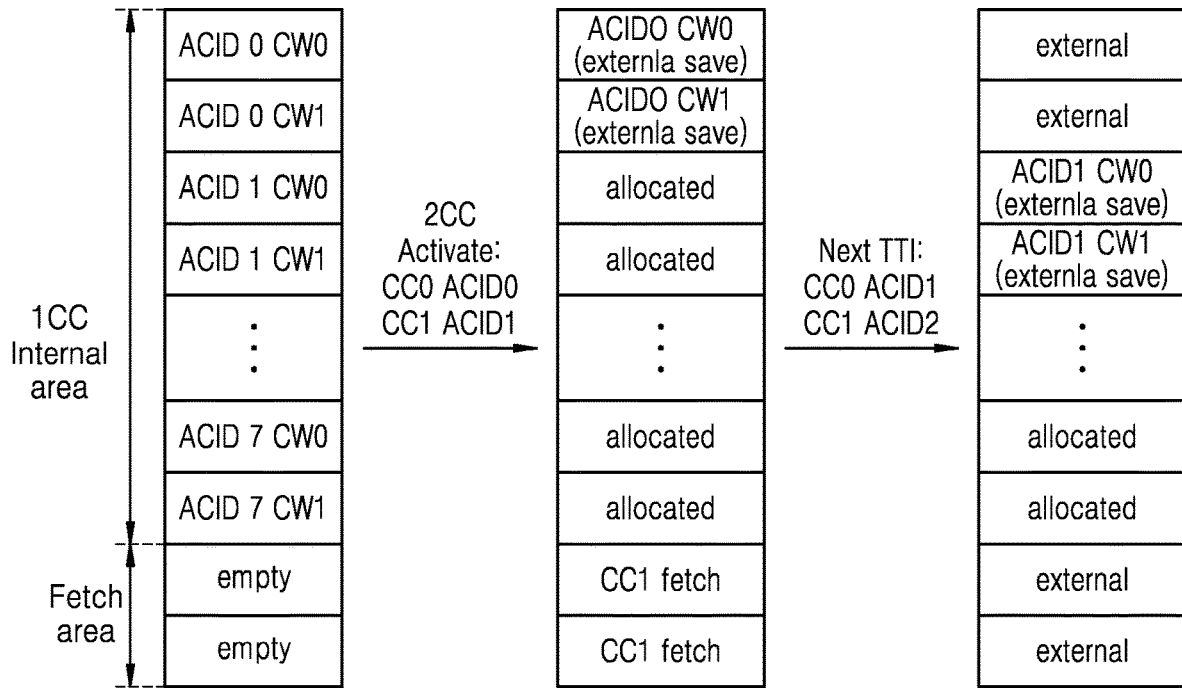 1CC
Internal
area
Fetch
area
ACID 0 CW0
ACID 0 CW1
ACID 1 CW0
ACID 1 CW1
ACID 7 CW0
ACID 7 CW1
empty
empty
2CC
Activate:
CC0 ACID0
CC1 ACID1
ACID0 CW0
(externla save)
ACID0 CW1
(externla save)
allocated
allocated
allocated
allocated
CC1 fetch
CC1 fetch
Next TTI:
CC0 ACID1
CC1 ACID2
external
external
ACID1 CW0
(externla save)
ACID1 CW1
(externla save)
allocated
allocated
external
external